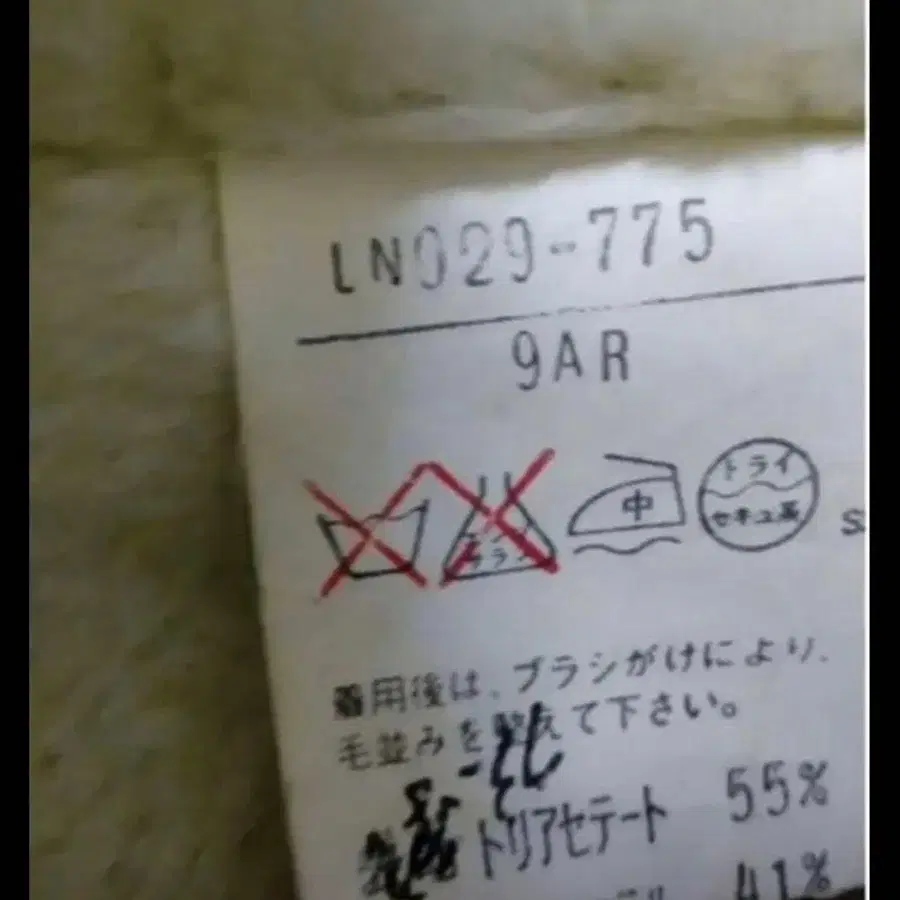 LN029-775
9AR
中
ドライ
セキユ系
S
着用後は、ブラシがけにより、
毛並みを整えて下さい。
トリアセテート 55%
41%